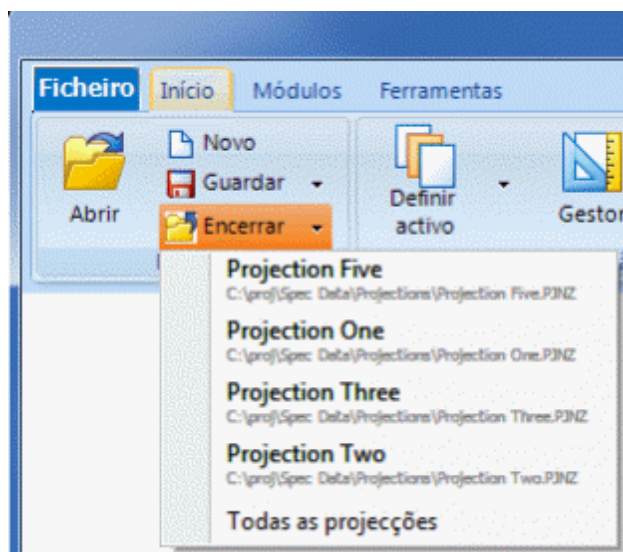 Ficheiro Início Módulos Ferramentas
Novo
Guardar
Abrir
Encerrar
Definir
activo
Gestor
Projection Five
C:\proj\Spec Data\Projections\Projection Five.PJNZ
Projection One
C:\proj\Spec Data\Projections\Projection One.PJNZ
Projection Three
C:\proj\Spec Data\Projections\Projection Three.PJNZ
Projection Two
C:\proj\Spec Data\Projections\Projection Two.PJNZ
Todas as projecções